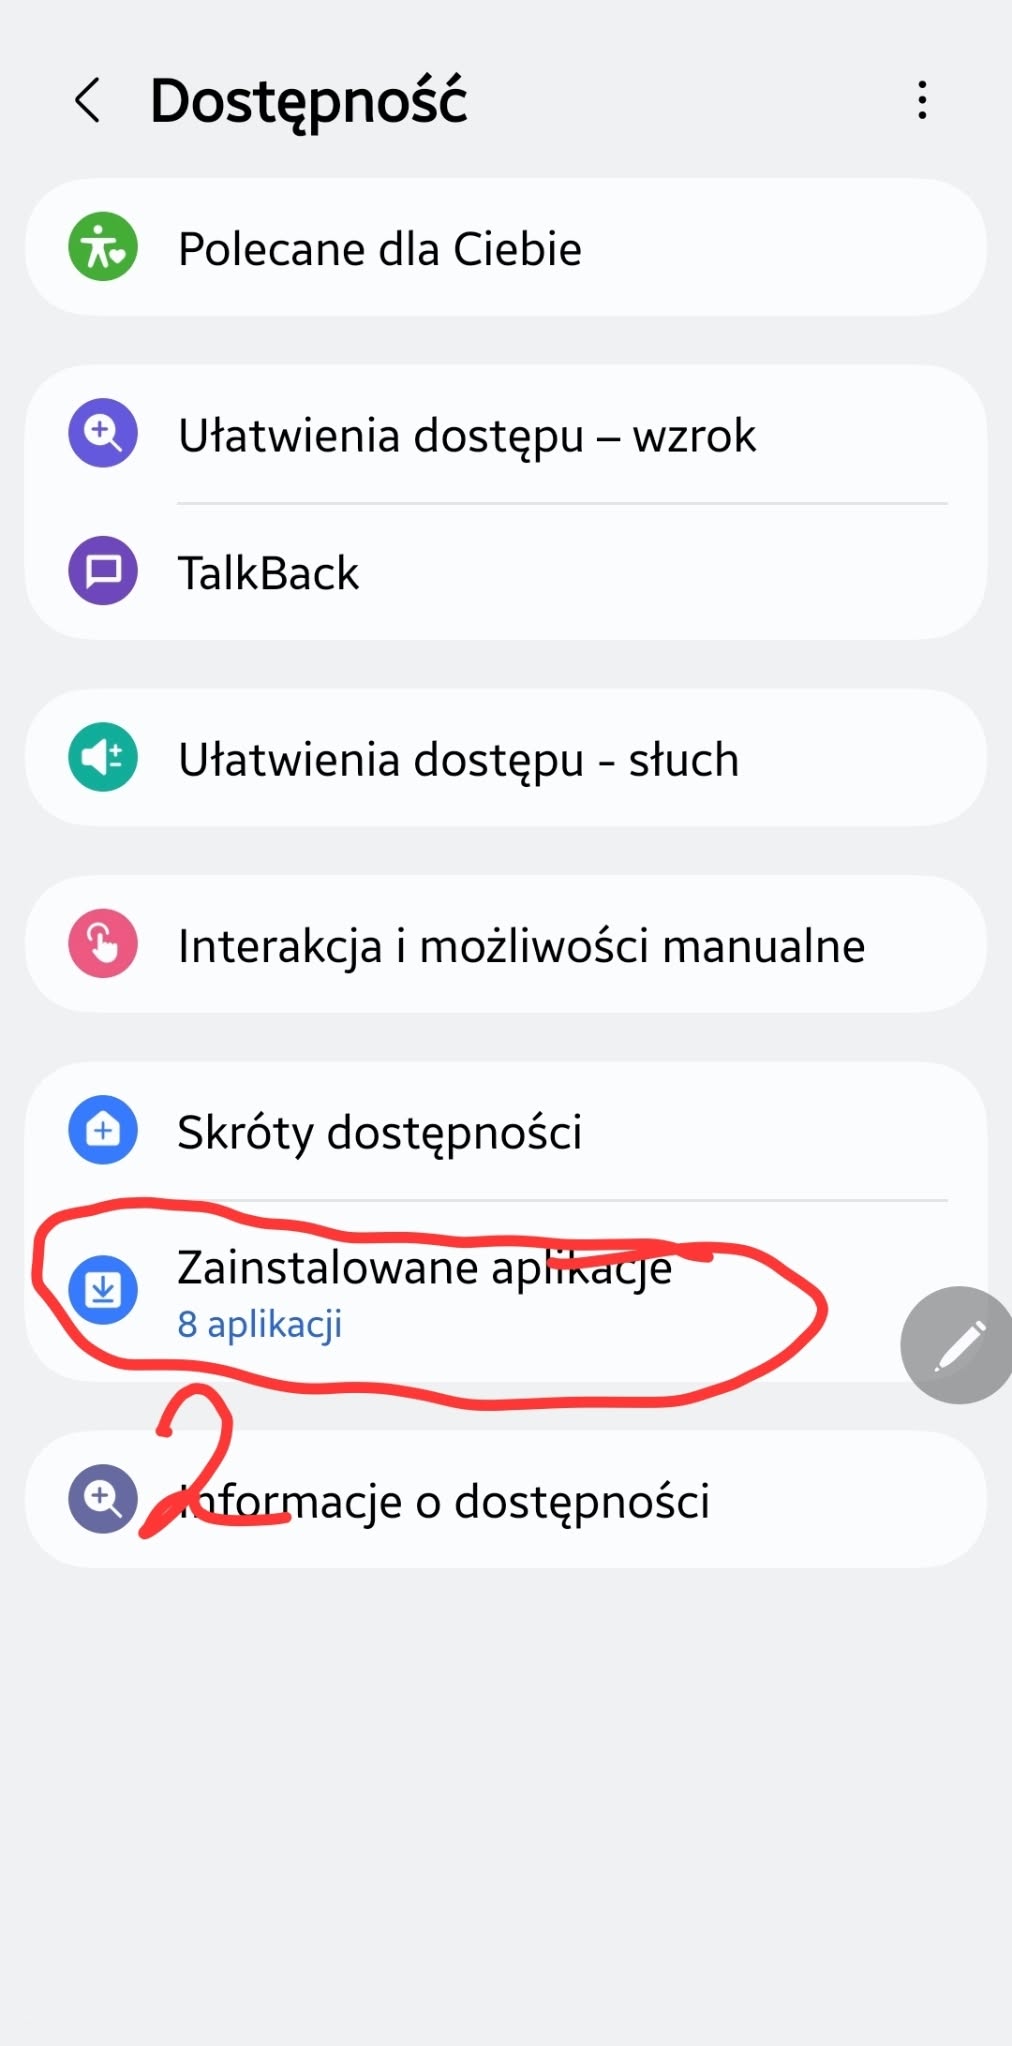 Dostępność
Polecane dla Ciebie
Ułatwienia dostępu – wzrok
TalkBack
Ułatwienia dostępu - słuch
Interakcja i możliwości manualne
Skróty dostępności
Zainstalowane aplikacje
8 aplikacji
2
Informacje o dostępności